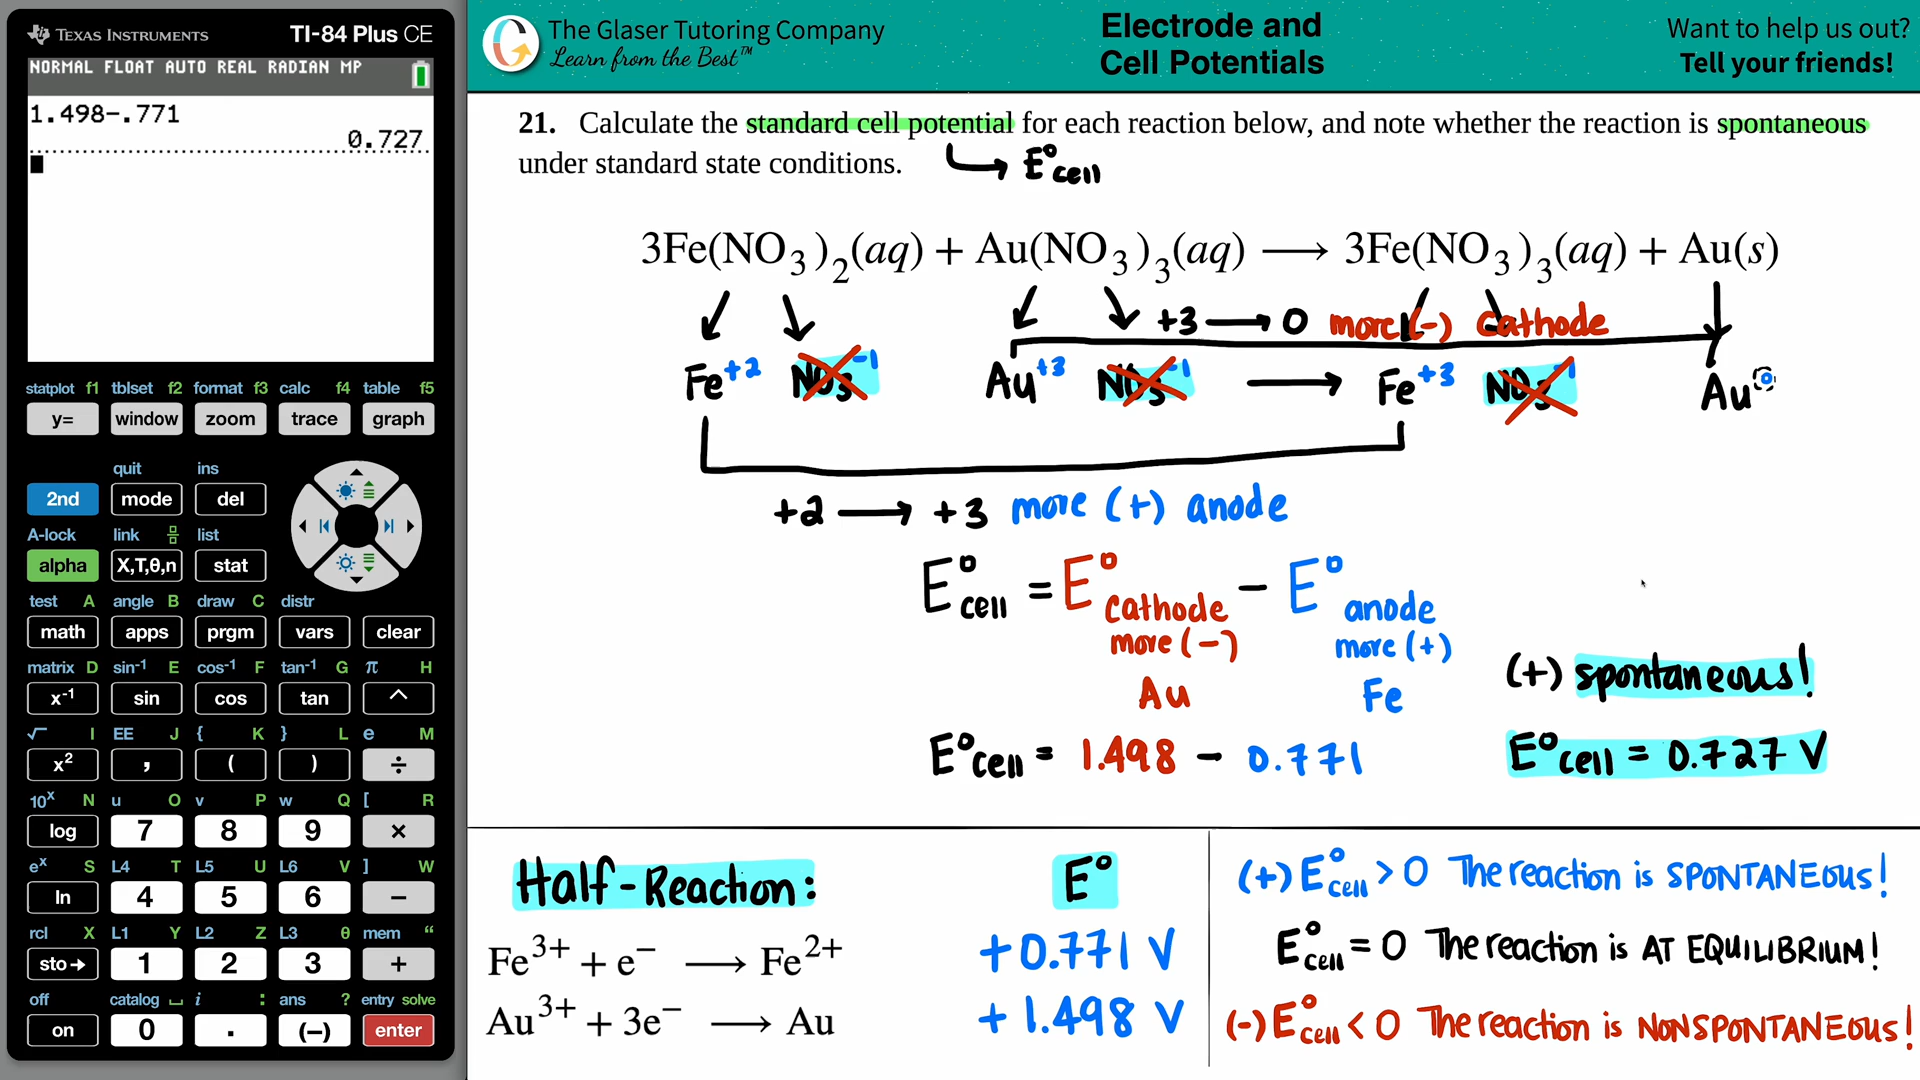 TEXAS INSTRUMENTS TI-84 Plus CE
NORMAL FLOAT AUTO REAL RADIAN MP
1.498-.771
0.727
statplot f1 tblset f2 format f3 calc f4 table f5
y= window zoom trace graph
quit ins
2nd mode del
A-lock link list
alpha X,T,θ,n stat
test A angle B draw C distr
math apps prgm vars clear
matrix D sin⁻¹ E cos⁻¹ F tan⁻¹ G π H
x⁻¹ sin cos tan ^
√ I EE J { K } L e M
x² , ( ) ÷
10ˣ N u O v P w Q [ R
log 7 8 9 ×
eˣ S L4 T L5 U L6 V ] W
ln 4 5 6 −
rcl X L1 Y L2 Z L3 θ mem “
sto→ 1 2 3 +
off catalog ⎵ i : ans ? entry solve
on 0 . (−) enter
The Glaser Tutoring Company
Learn from the Best™
Electrode and
Cell Potentials
Want to help us out?
Tell your friends!
21. Calculate the standard cell potential for each reaction below, and note whether the reaction is spontaneous
under standard state conditions.
→ E°cell
3Fe(NO₃)₂(aq) + Au(NO₃)₃(aq) ⟶ 3Fe(NO₃)₃(aq) + Au(s)
+3 → 0 more (-) cathode
Fe⁺² NO₃⁻¹ Au⁺³ NO₃⁻¹ → Fe⁺³ NO₃⁻¹ Au⁰
+2 → +3 more (+) anode
E°cell = E°cathode − E°anode
more (-) more (+)
Au Fe
(+) spontaneous!
E°cell = 1.498 - 0.771
E°cell = 0.727 V
Half-Reaction: E°
Fe³⁺ + e⁻ ⟶ Fe²⁺ +0.771 V
Au³⁺ + 3e⁻ ⟶ Au +1.498 V
(+) E°cell > 0 The reaction is SPONTANEOUS!
E°cell = 0 The reaction is AT EQUILIBRIUM!
(-) E°cell < 0 The reaction is NONSPONTANEOUS!